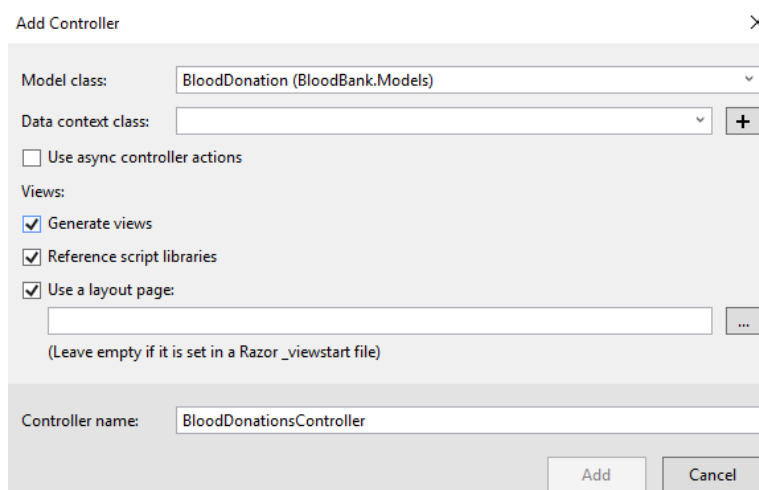 Add Controller
Model class: BloodDonation (BloodBank.Models)
Data context class:
Use async controller actions
Views:
Generate views
Reference script libraries
Use a layout page:
...
(Leave empty if it is set in a Razor _viewstart file)
Controller name: BloodDonationsController
Add Cancel